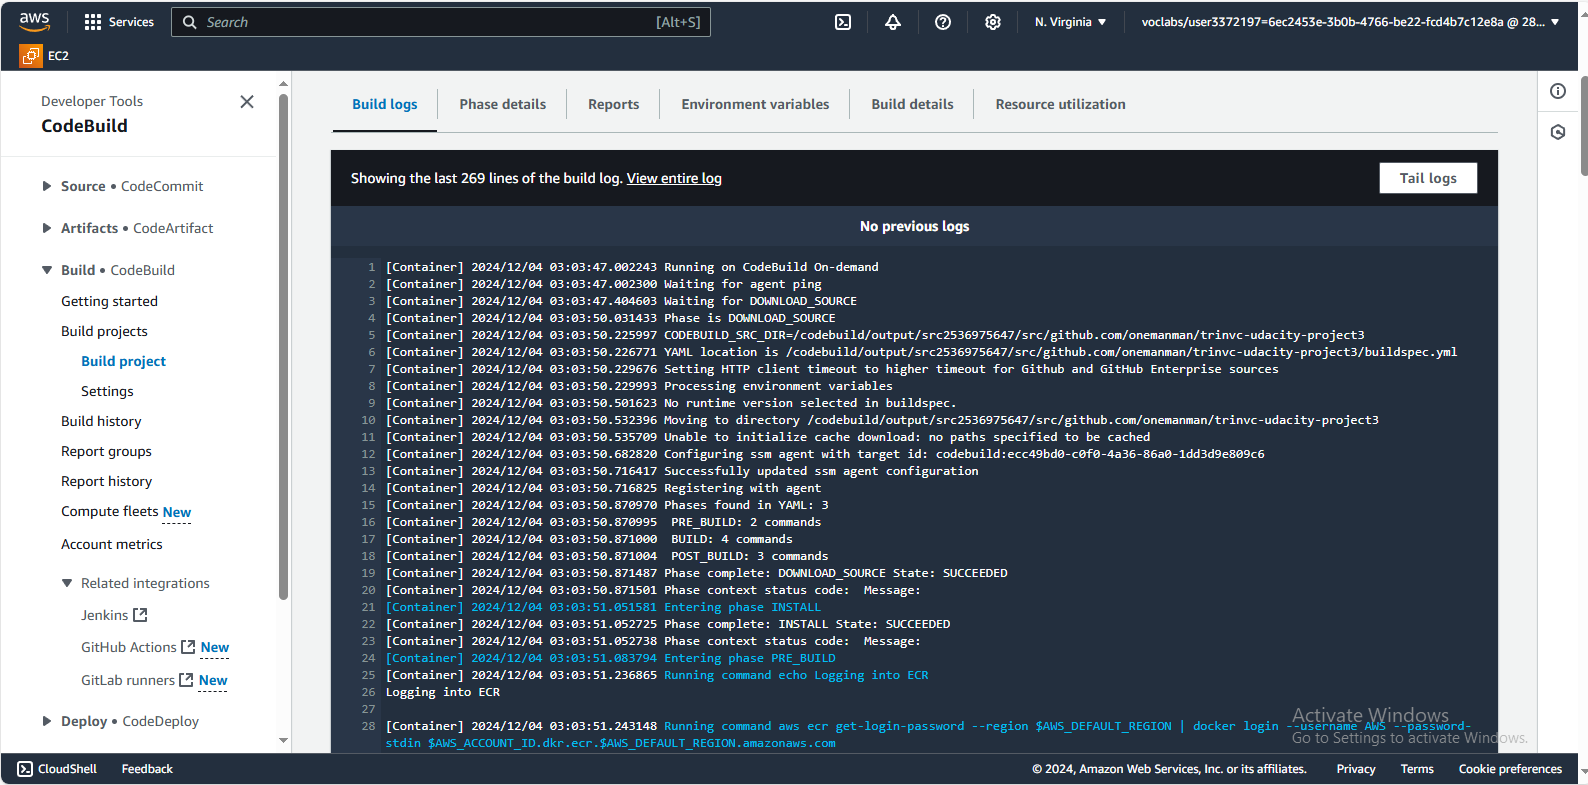 aws
Services
Search
[Alt+S]
N. Virginia
voclabs/user3372197=6ec2453e-3b0b-4766-be22-fcd4b7c12e8a @ 28...
EC2
Developer Tools
CodeBuild
Source • CodeCommit
Artifacts • CodeArtifact
Build • CodeBuild
Getting started
Build projects
Build project
Settings
Build history
Report groups
Report history
Compute fleets New
Account metrics
Related integrations
Jenkins
GitHub Actions New
GitLab runners New
Deploy • CodeDeploy
Build logs
Phase details
Reports
Environment variables
Build details
Resource utilization
Showing the last 269 lines of the build log. View entire log
Tail logs
No previous logs
1 [Container] 2024/12/04 03:03:47.002243 Running on CodeBuild On-demand
2 [Container] 2024/12/04 03:03:47.002300 Waiting for agent ping
3 [Container] 2024/12/04 03:03:47.404603 Waiting for DOWNLOAD_SOURCE
4 [Container] 2024/12/04 03:03:50.031433 Phase is DOWNLOAD_SOURCE
5 [Container] 2024/12/04 03:03:50.225997 CODEBUILD_SRC_DIR=/codebuild/output/src2536975647/src/github.com/onemanman/trinvc-udacity-project3
6 [Container] 2024/12/04 03:03:50.226771 YAML location is /codebuild/output/src2536975647/src/github.com/onemanman/trinvc-udacity-project3/buildspec.yml
7 [Container] 2024/12/04 03:03:50.229676 Setting HTTP client timeout to higher timeout for Github and GitHub Enterprise sources
8 [Container] 2024/12/04 03:03:50.229993 Processing environment variables
9 [Container] 2024/12/04 03:03:50.501623 No runtime version selected in buildspec.
10 [Container] 2024/12/04 03:03:50.532396 Moving to directory /codebuild/output/src2536975647/src/github.com/onemanman/trinvc-udacity-project3
11 [Container] 2024/12/04 03:03:50.535709 Unable to initialize cache download: no paths specified to be cached
12 [Container] 2024/12/04 03:03:50.682820 Configuring ssm agent with target id: codebuild:ecc49bd0-c0f0-4a36-86a0-1dd3d9e809c6
13 [Container] 2024/12/04 03:03:50.716417 Successfully updated ssm agent configuration
14 [Container] 2024/12/04 03:03:50.716825 Registering with agent
15 [Container] 2024/12/04 03:03:50.870970 Phases found in YAML: 3
16 [Container] 2024/12/04 03:03:50.870995  PRE_BUILD: 2 commands
17 [Container] 2024/12/04 03:03:50.871000  BUILD: 4 commands
18 [Container] 2024/12/04 03:03:50.871004  POST_BUILD: 3 commands
19 [Container] 2024/12/04 03:03:50.871487 Phase complete: DOWNLOAD_SOURCE State: SUCCEEDED
20 [Container] 2024/12/04 03:03:50.871501 Phase context status code:  Message:
21 [Container] 2024/12/04 03:03:51.051581 Entering phase INSTALL
22 [Container] 2024/12/04 03:03:51.052725 Phase complete: INSTALL State: SUCCEEDED
23 [Container] 2024/12/04 03:03:51.052738 Phase context status code:  Message:
24 [Container] 2024/12/04 03:03:51.083794 Entering phase PRE_BUILD
25 [Container] 2024/12/04 03:03:51.236865 Running command echo Logging into ECR
26 Logging into ECR
27
28 [Container] 2024/12/04 03:03:51.243148 Running command aws ecr get-login-password --region $AWS_DEFAULT_REGION | docker login --username AWS --password-
stdin $AWS_ACCOUNT_ID.dkr.ecr.$AWS_DEFAULT_REGION.amazonaws.com
Activate Windows
Go to Settings to activate Windows.
CloudShell
Feedback
© 2024, Amazon Web Services, Inc. or its affiliates.
Privacy
Terms
Cookie preferences